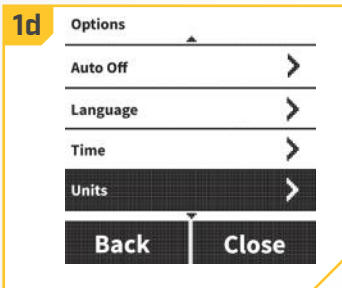 1d
Options
Auto Off
Language
Time
Units
Back Close